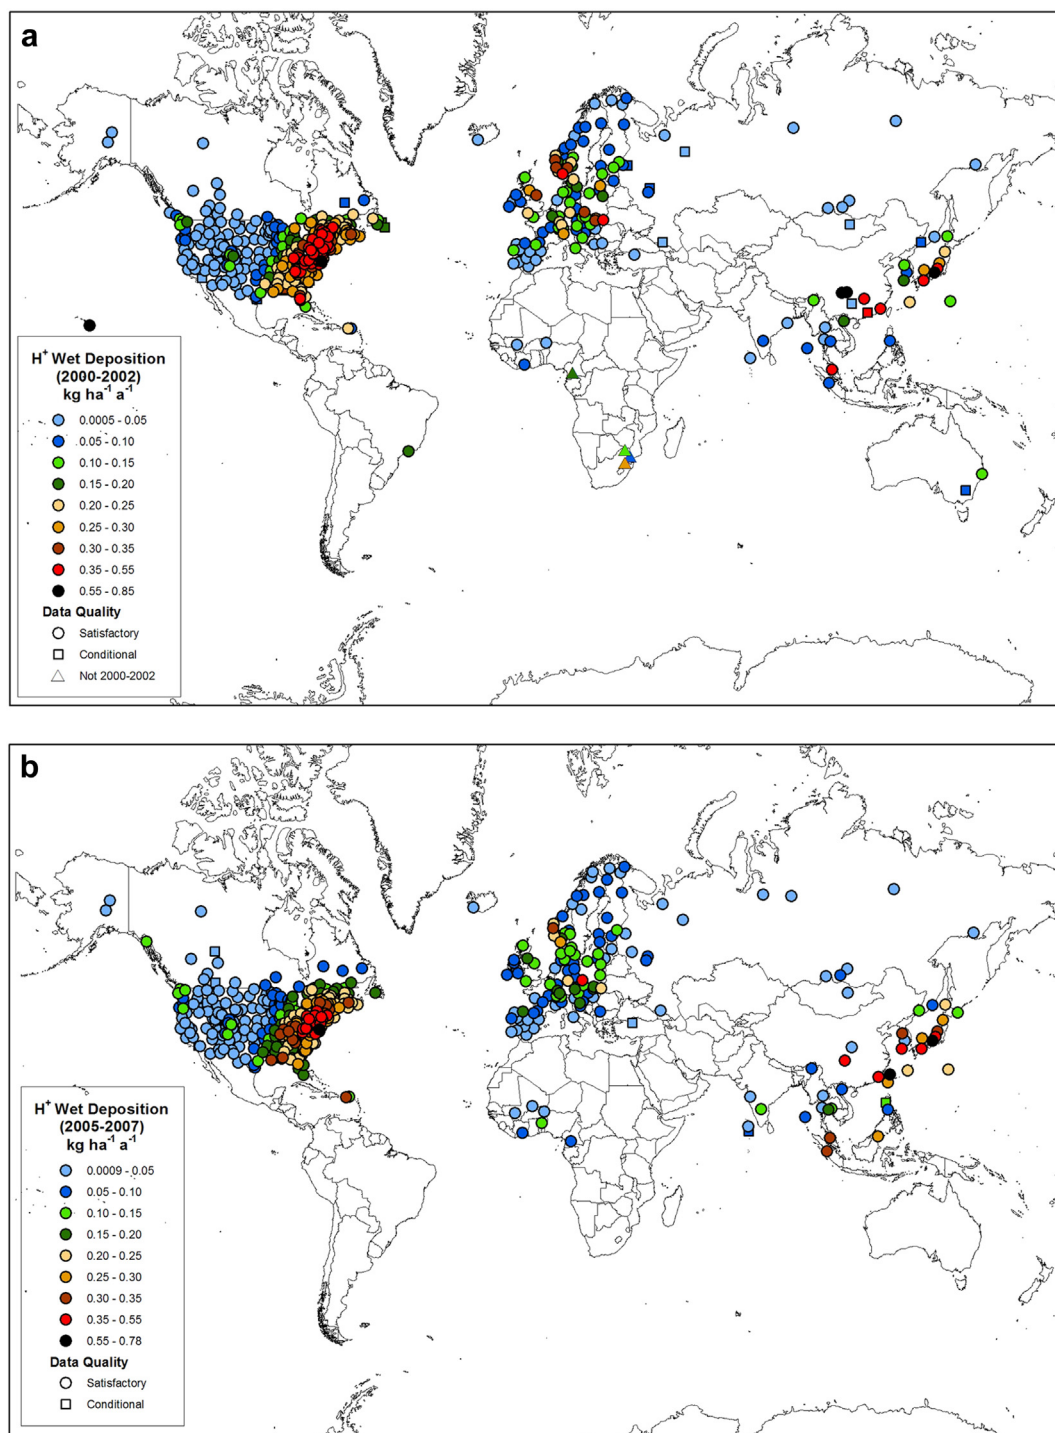 a
H+ Wet Deposition
(2000-2002)
kg ha-1 a-1
0.0005 - 0.05
0.05 - 0.10
0.10 - 0.15
0.15 - 0.20
0.20 - 0.25
0.25 - 0.30
0.30 - 0.35
0.35 - 0.55
0.55 - 0.85
Data Quality
Satisfactory
Conditional
Not 2000-2002
b
H+ Wet Deposition
(2005-2007)
kg ha-1 a-1
0.0009 - 0.05
0.05 - 0.10
0.10 - 0.15
0.15 - 0.20
0.20 - 0.25
0.25 - 0.30
0.30 - 0.35
0.35 - 0.55
0.55 - 0.78
Data Quality
Satisfactory
Conditional